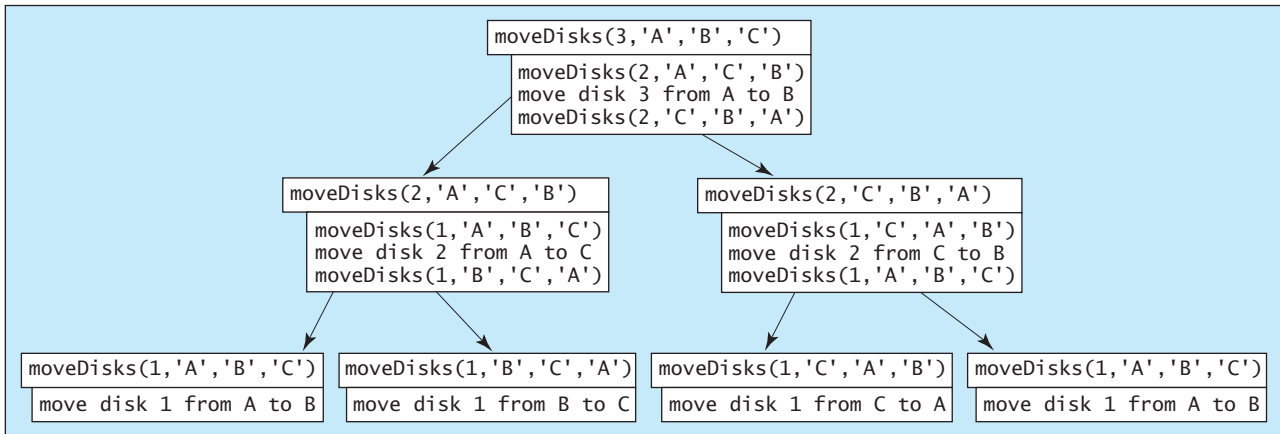 moveDisks(3,'A','B','C')
moveDisks(2,'A','C','B')
move disk 3 from A to B
moveDisks(2,'C','B','A')
moveDisks(2,'A','C','B')
moveDisks(1,'A','B','C')
move disk 2 from A to C
moveDisks(1,'B','C','A')
moveDisks(2,'C','B','A')
moveDisks(1,'C','A','B')
move disk 2 from C to B
moveDisks(1,'A','B','C')
moveDisks(1,'A','B','C')
move disk 1 from A to B
moveDisks(1,'B','C','A')
move disk 1 from B to C
moveDisks(1,'C','A','B')
move disk 1 from C to A
moveDisks(1,'A','B','C')
move disk 1 from A to B